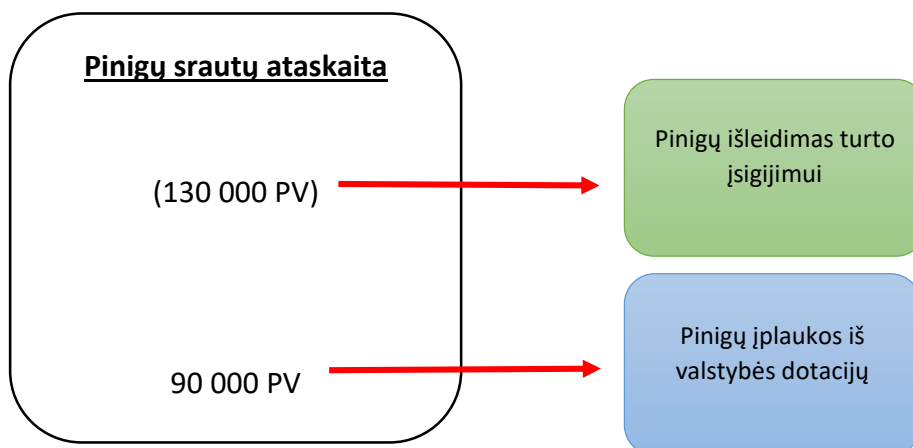 Pinigų srautų ataskaita
(130 000 PV)
Pinigų išleidimas turto
įsigijimui
90 000 PV
Pinigų įplaukos iš
valstybės dotacijų